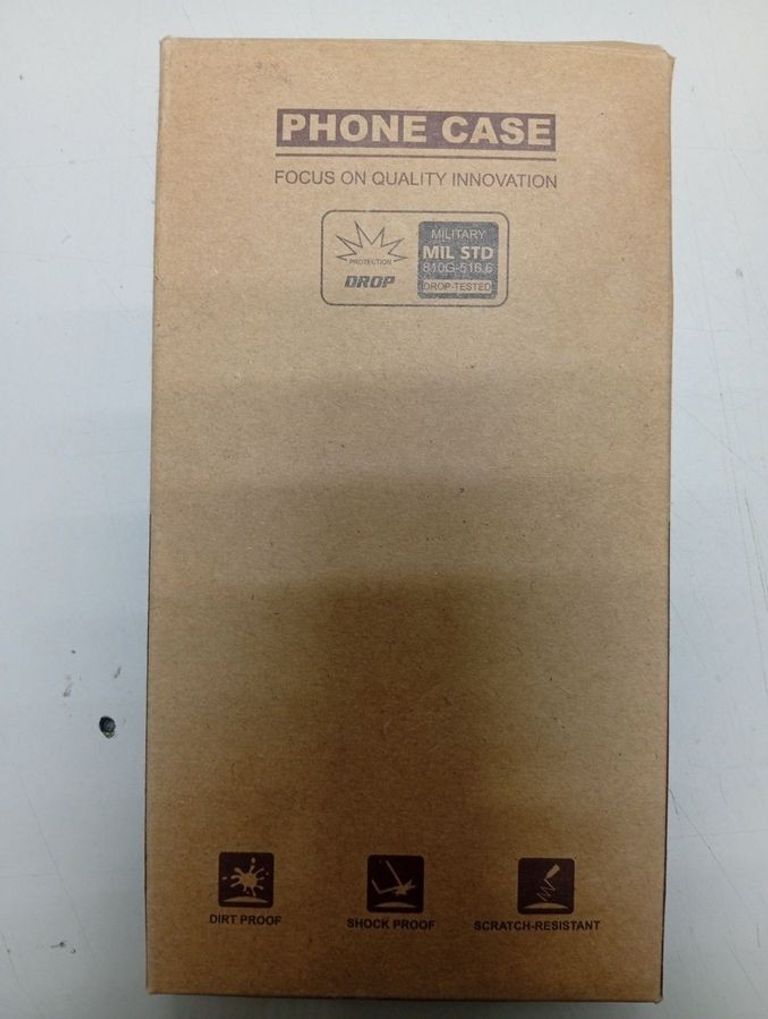 PHONE CASE
FOCUS ON QUALITY INNOVATION
PROTECTION
DROP
MILITARY
MIL STD
810G-516.6
DROP-TESTED
DIRT PROOF
SHOCK PROOF
SCRATCH-RESISTANT